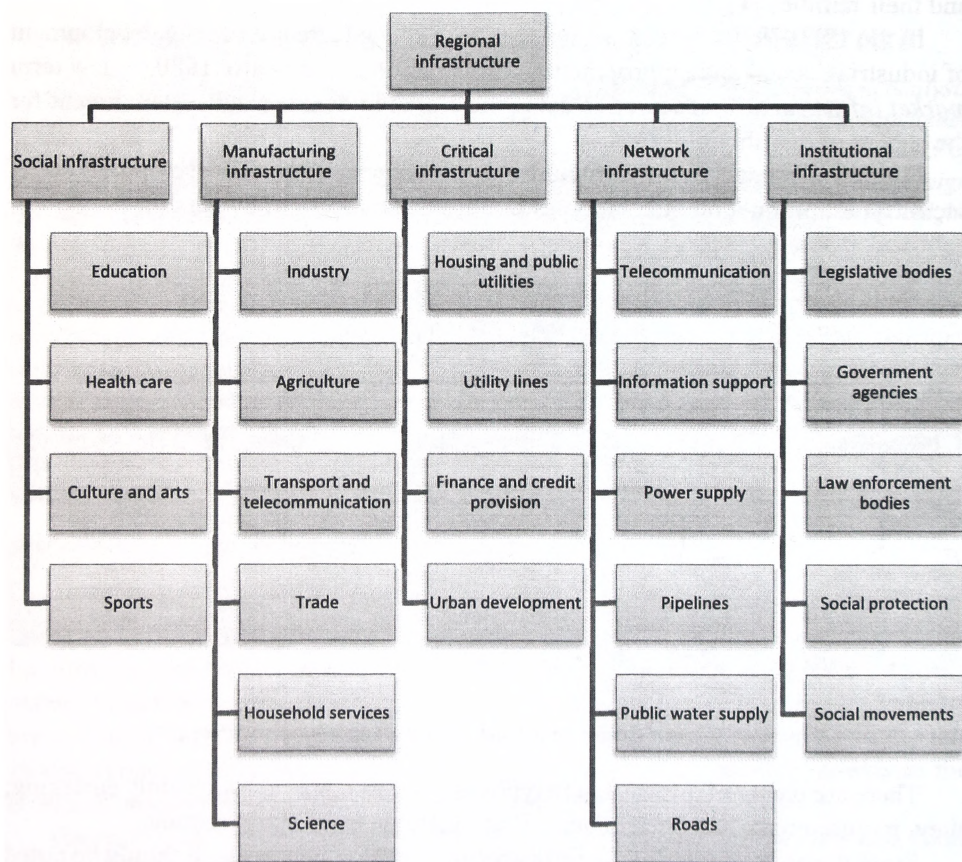 and their
Regional
infrastructure
Social infrastructure
Manufacturing
infrastructure
Critical
infrastructure
Network
infrastructure
Institutional
infrastructure
Education
Industry
Housing and public
utilities
Telecommunication
Legislative bodies
Health care
Agriculture
Utility lines
Information support
Government
agencies
Culture and arts
Transport and
telecommunication
Finance and credit
provision
Power supply
Law enforcement
bodies
Sports
Trade
Urban development
Pipelines
Social protection
Household services
Public water supply
Social movements
Science
Roads